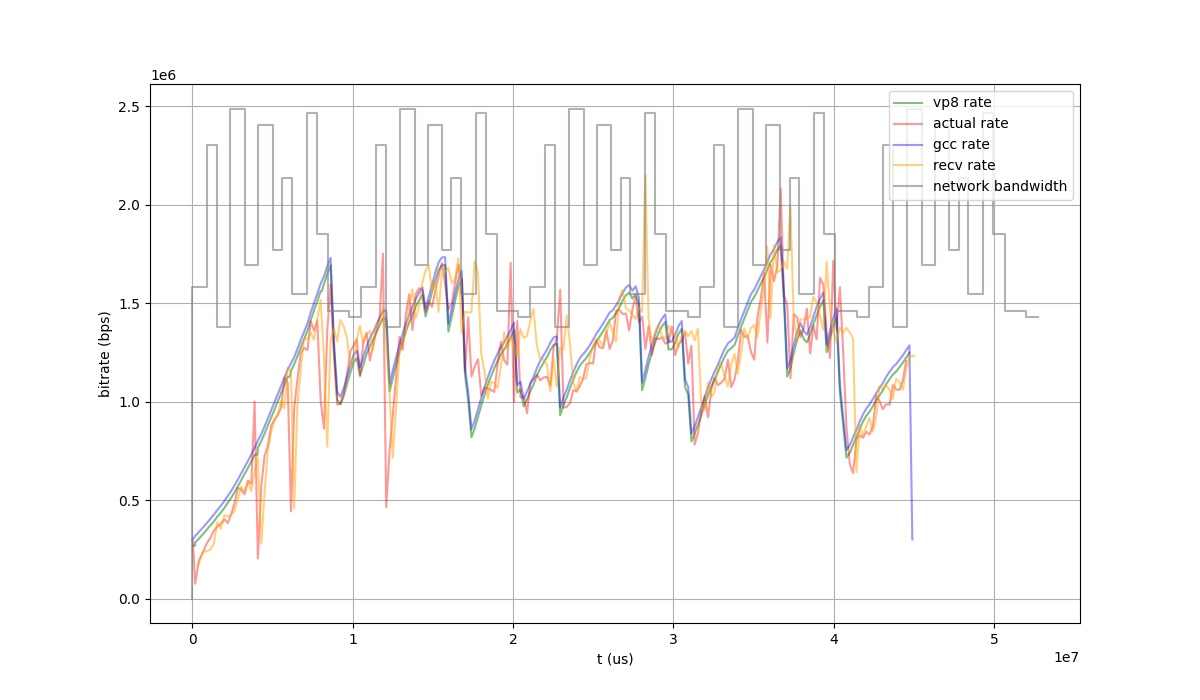 1e6
2.5
2.0
1.5
1.0
0.5
0.0
bitrate (bps)
vp8 rate
actual rate
gcc rate
recv rate
network bandwidth
0 1 2 3 4 5
t (us)
1e7